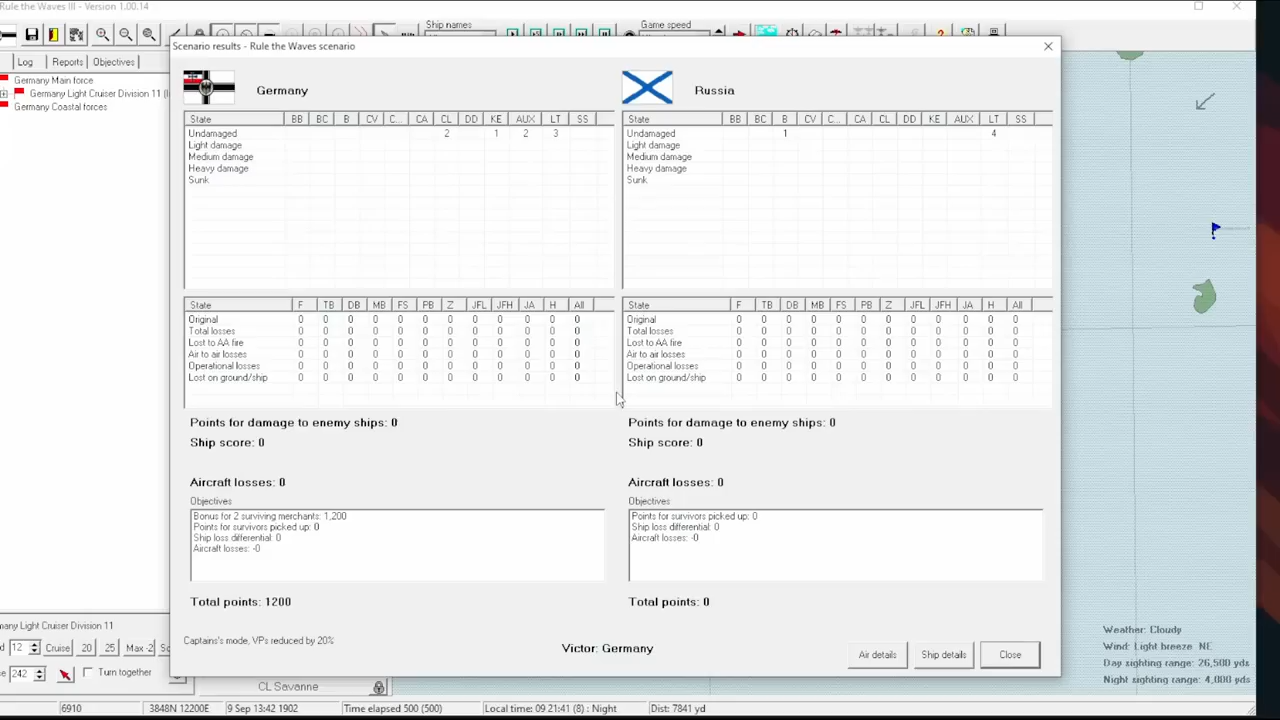 Rule the Waves III - Version 1.00.14
Ship names
Game speed
Log Reports Objectives
Germany Main force
Germany Light Cruiser Division 11 (l
Germany Coastal forces
Scenario results - Rule the Waves scenario
Germany
State BB BC B CV C... CA CL DD KE AUX LT SS
Undamaged 2 1 2 3
Light damage
Medium damage
Heavy damage
Sunk
State F TB DB MB FS PB Z JFL JFH JA H All
Original 0 0 0 0 0 0 0 0 0 0 0 0
Total losses 0 0 0 0 0 0 0 0 0 0 0 0
Lost to AA fire 0 0 0 0 0 0 0 0 0 0 0 0
Air to air losses 0 0 0 0 0 0 0 0 0 0 0 0
Operational losses 0 0 0 0 0 0 0 0 0 0 0 0
Lost on ground/ship 0 0 0 0 0 0 0 0 0 0 0 0
Points for damage to enemy ships: 0
Ship score: 0
Aircraft losses: 0
Objectives
Bonus for 2 surviving merchants: 1,200
Points for survivors picked up: 0
Ship loss differential: 0
Aircraft losses: -0
Total points: 1200
Russia
State BB BC B CV C... CA CL DD KE AUX LT SS
Undamaged 1 4
Light damage
Medium damage
Heavy damage
Sunk
State F TB DB MB FS PB Z JFL JFH JA H All
Original 0 0 0 0 0 0 0 0 0 0 0 0
Total losses 0 0 0 0 0 0 0 0 0 0 0 0
Lost to AA fire 0 0 0 0 0 0 0 0 0 0 0 0
Air to air losses 0 0 0 0 0 0 0 0 0 0 0 0
Operational losses 0 0 0 0 0 0 0 0 0 0 0 0
Lost on ground/ship 0 0 0 0 0 0 0 0 0 0 0 0
Points for damage to enemy ships: 0
Ship score: 0
Aircraft losses: 0
Objectives
Points for survivors picked up: 0
Ship loss differential: 0
Aircraft losses: -0
Total points: 0
Captains's mode, VPs reduced by 20%
Victor: Germany
Air details Ship details Close
many Light Cruiser Division 11
12 Cruise 20 25 Max -2
242 Turn together
CL Savanne
Weather: Cloudy
Wind: Light breeze NE
Day sighting range: 26,500 yds
Night sighting range: 4,000 yds
6910 3848N 12200E 9 Sep 13:42 1902 Time elapsed 500 (500) Local time: 09.21:41 (8) : Night Dist: 7841 yd